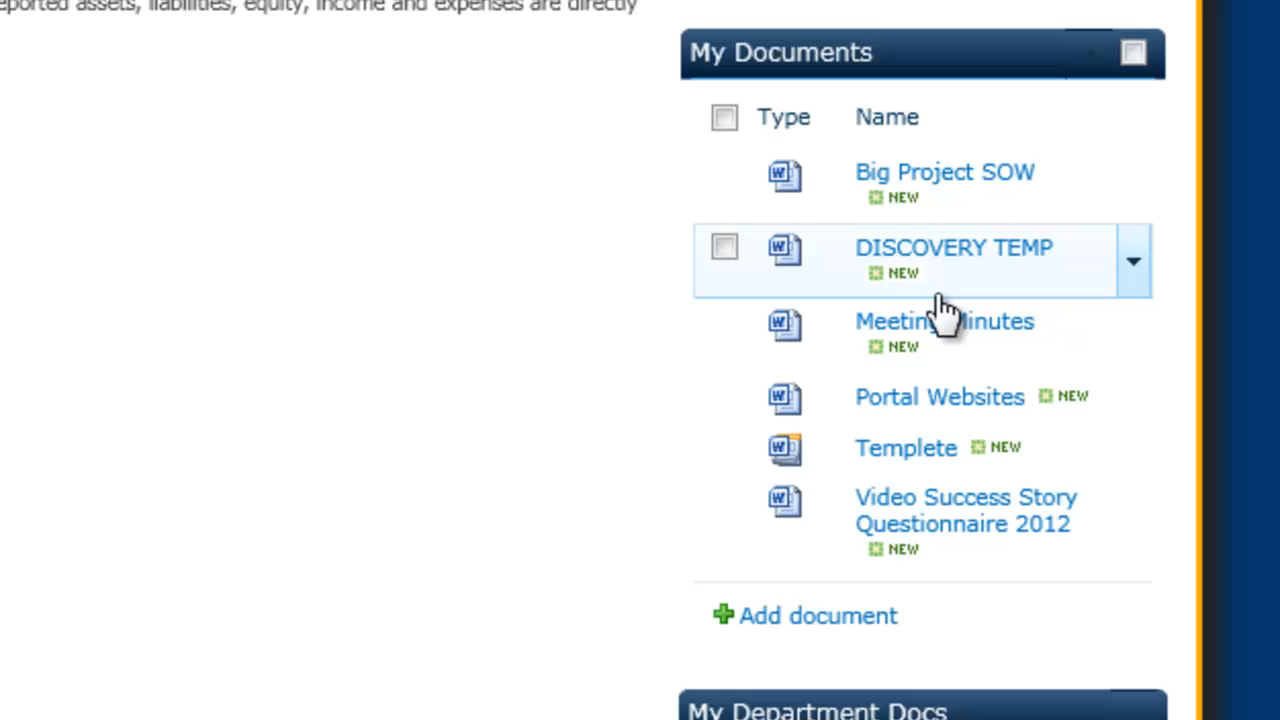 eported assets, liabilities, equity, income and expenses are directly
My Documents
Type Name
Big Project SOW
NEW
DISCOVERY TEMP
NEW
Meeting Minutes
NEW
Portal Websites NEW
Templete NEW
Video Success Story
Questionnaire 2012
NEW
Add document
My Department Docs